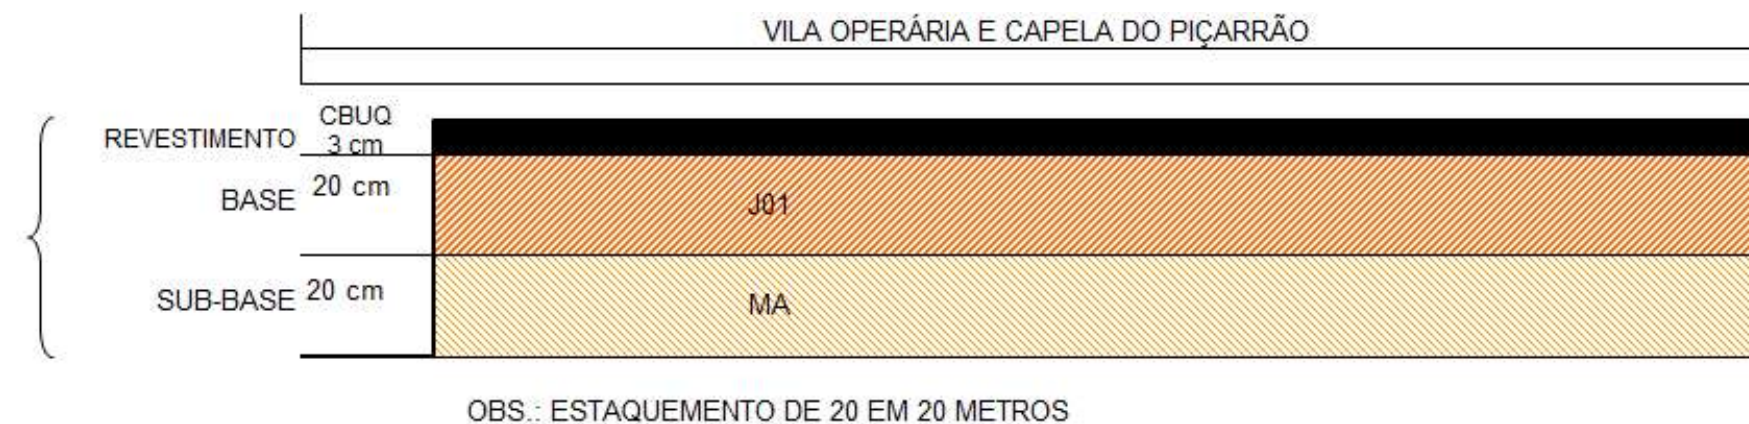 VILA OPERÁRIA E CAPELA DO PIÇARRÃO
CBUQ
REVESTIMENTO 3 cm
BASE 20 cm
J01
SUB-BASE 20 cm
MA
OBS.: ESTAQUEMENTO DE 20 EM 20 METROS